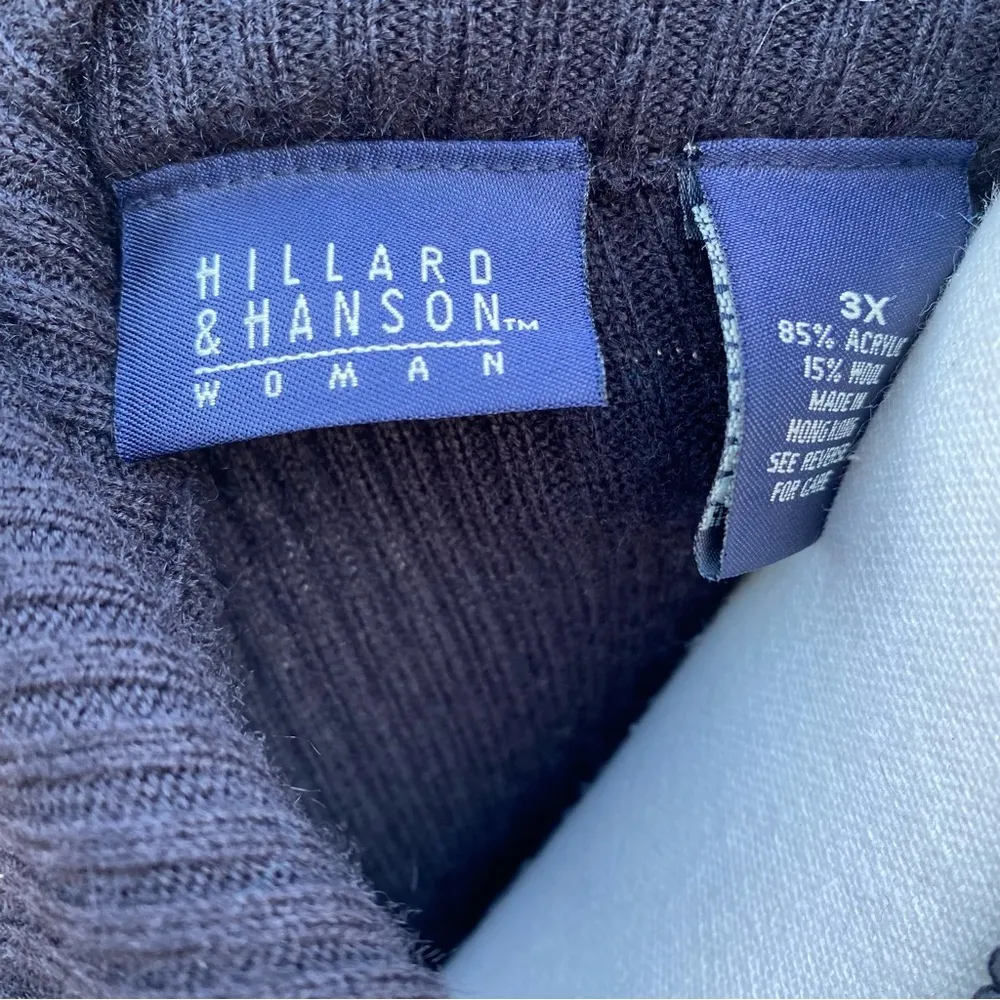 HILLARD
& HANSON™
WOMAN
3X
85% ACRYLIC
15% WOOL
MADE IN
HONG KONG
SEE REVERSE
FOR CARE